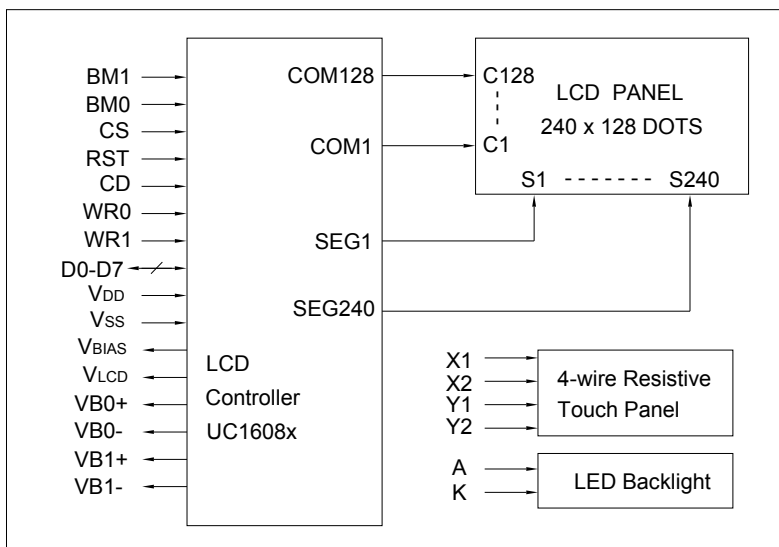 BM1
BM0
CS
RST
CD
WR0
WR1
D0-D7
VDD
VSS
VBIAS
VLCD
VB0+
VB0-
VB1+
VB1-
COM128
COM1
SEG1
SEG240
LCD
Controller
UC1608x
C128
C1
LCD PANEL
240 x 128 DOTS
S1 ------- S240
X1
X2
Y1
Y2
4-wire Resistive
Touch Panel
A
K
LED Backlight